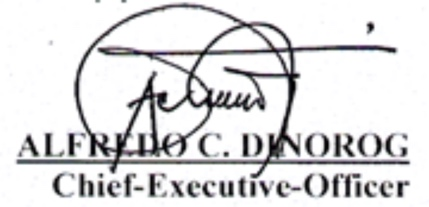 ALFREDO C. DINOROG
Chief-Executive-Officer